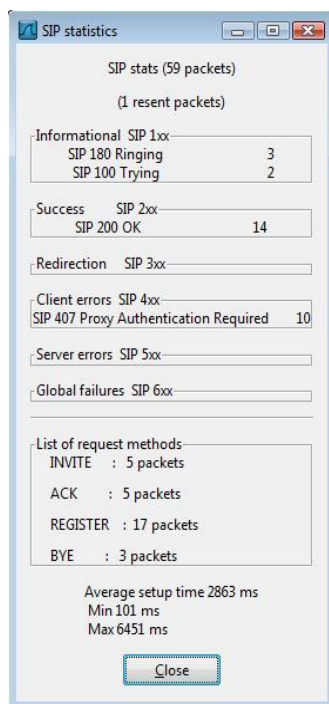 SIP statistics
SIP stats (59 packets)
(1 resent packets)
Informational SIP 1xx
SIP 180 Ringing 3
SIP 100 Trying 2
Success SIP 2xx
SIP 200 OK 14
Redirection SIP 3xx
Client errors SIP 4xx
SIP 407 Proxy Authentication Required 10
Server errors SIP 5xx
Global failures SIP 6xx
List of request methods
INVITE : 5 packets
ACK : 5 packets
REGISTER : 17 packets
BYE : 3 packets
Average setup time 2863 ms
Min 101 ms
Max 6451 ms
Close